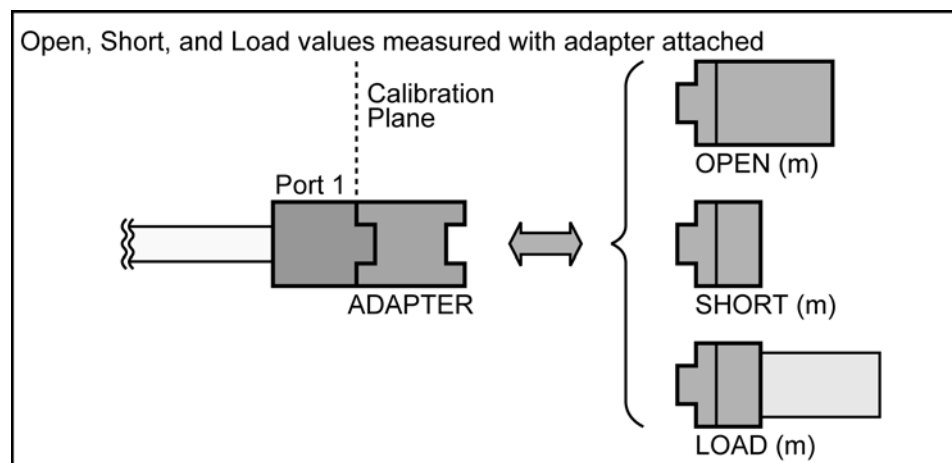 Open, Short, and Load values measured with adapter attached
Calibration
Plane
Port 1
ADAPTER
OPEN (m)
SHORT (m)
LOAD (m)